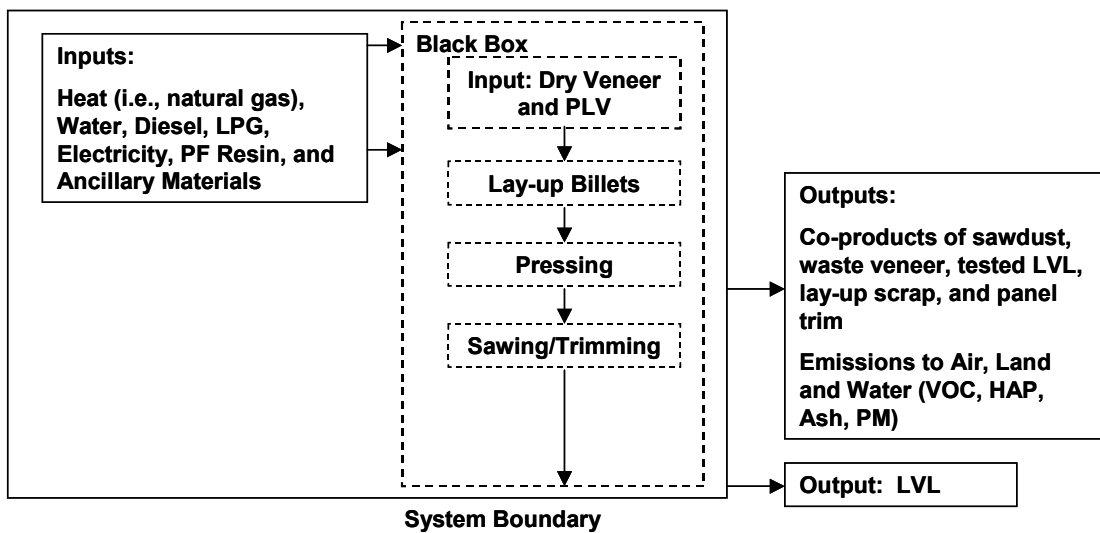 Inputs:
Heat (i.e., natural gas),
Water, Diesel, LPG,
Electricity, PF Resin, and
Ancillary Materials
Black Box
Input: Dry Veneer
and PLV
Lay-up Billets
Pressing
Sawing/Trimming
Outputs:
Co-products of sawdust,
waste veneer, tested LVL,
lay-up scrap, and panel
trim
Emissions to Air, Land
and Water (VOC, HAP,
Ash, PM)
Output: LVL
System Boundary